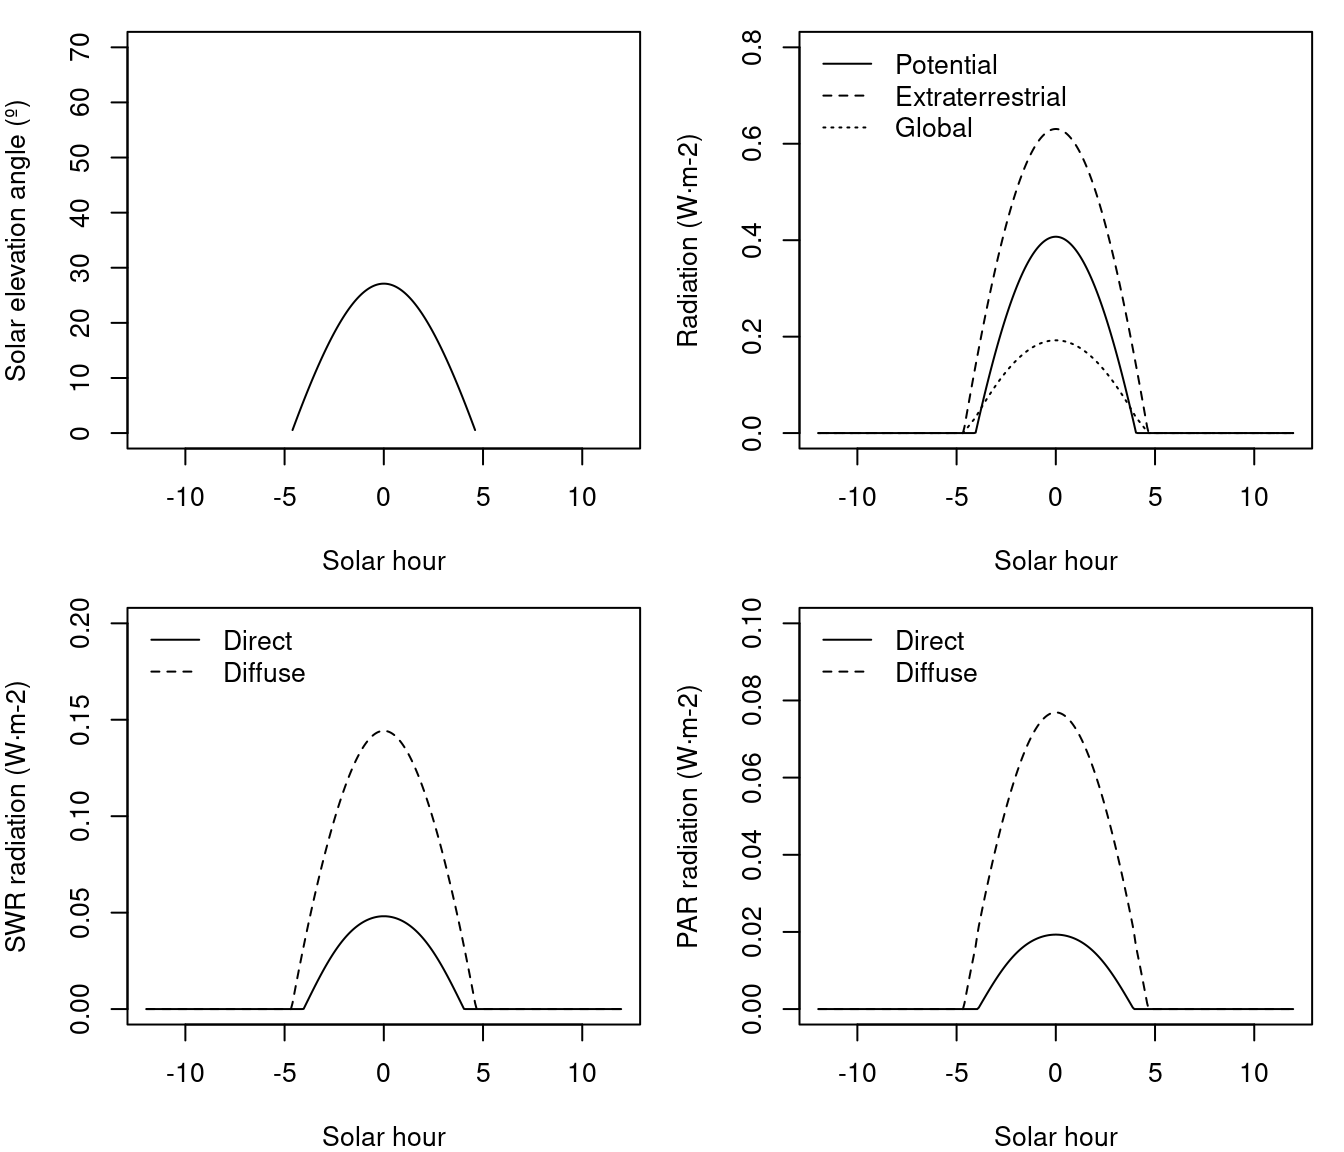 Solar elevation angle (º)
70
60
50
40
30
20
10
0
-10 -5 0 5 10
Solar hour
Radiation (W·m-2)
0.8
0.6
0.4
0.2
0.0
Potential
Extraterrestrial
Global
-10 -5 0 5 10
Solar hour
SWR radiation (W·m-2)
0.20
0.15
0.10
0.05
0.00
Direct
Diffuse
-10 -5 0 5 10
Solar hour
PAR radiation (W·m-2)
0.10
0.08
0.06
0.04
0.02
0.00
Direct
Diffuse
-10 -5 0 5 10
Solar hour